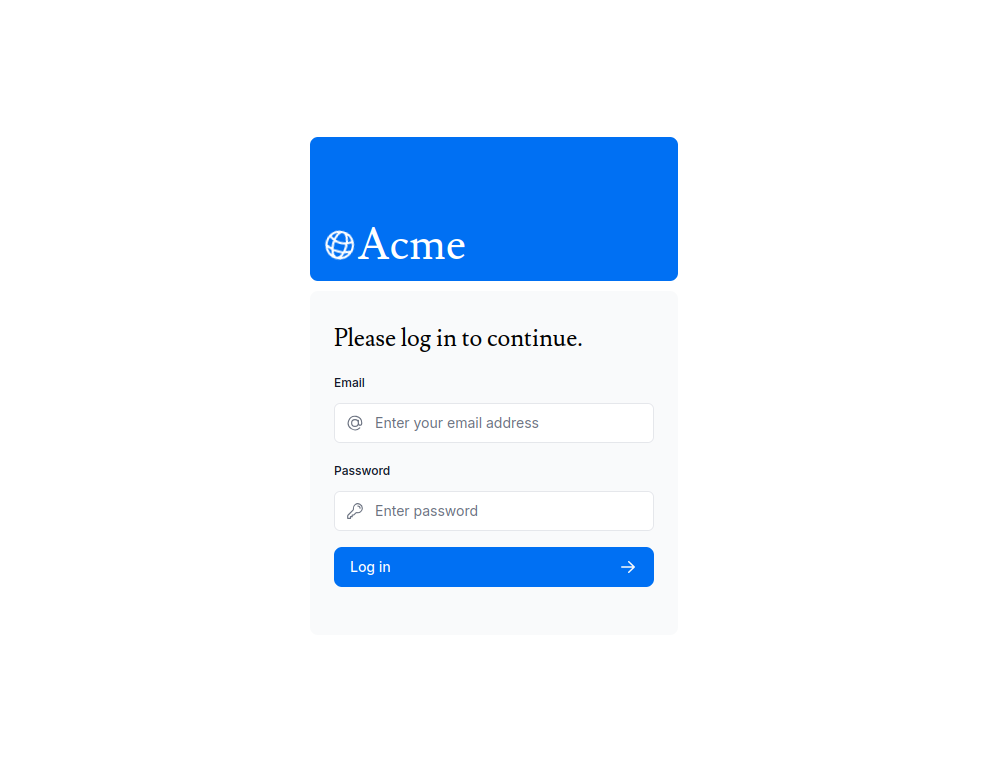 Acme
Please log in to continue.
Email
Enter your email address
Password
Enter password
Log in